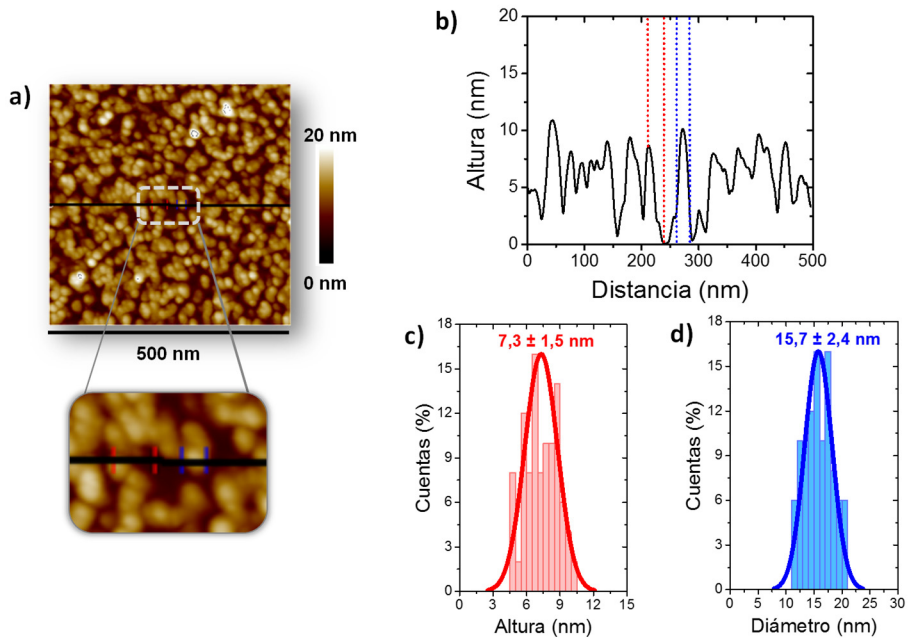 a)
20 nm
0 nm
500 nm
b)
Altura (nm)
20
15
10
5
0
0 100 200 300 400 500
Distancia (nm)
c)
7,3 ± 1,5 nm
Cuentas (%)
18
15
12
9
6
3
0
0 3 6 9 12 15
Altura (nm)
d)
15,7 ± 2,4 nm
Cuentas (%)
18
15
12
9
6
3
0
0 5 10 15 20 25 30
Diámetro (nm)